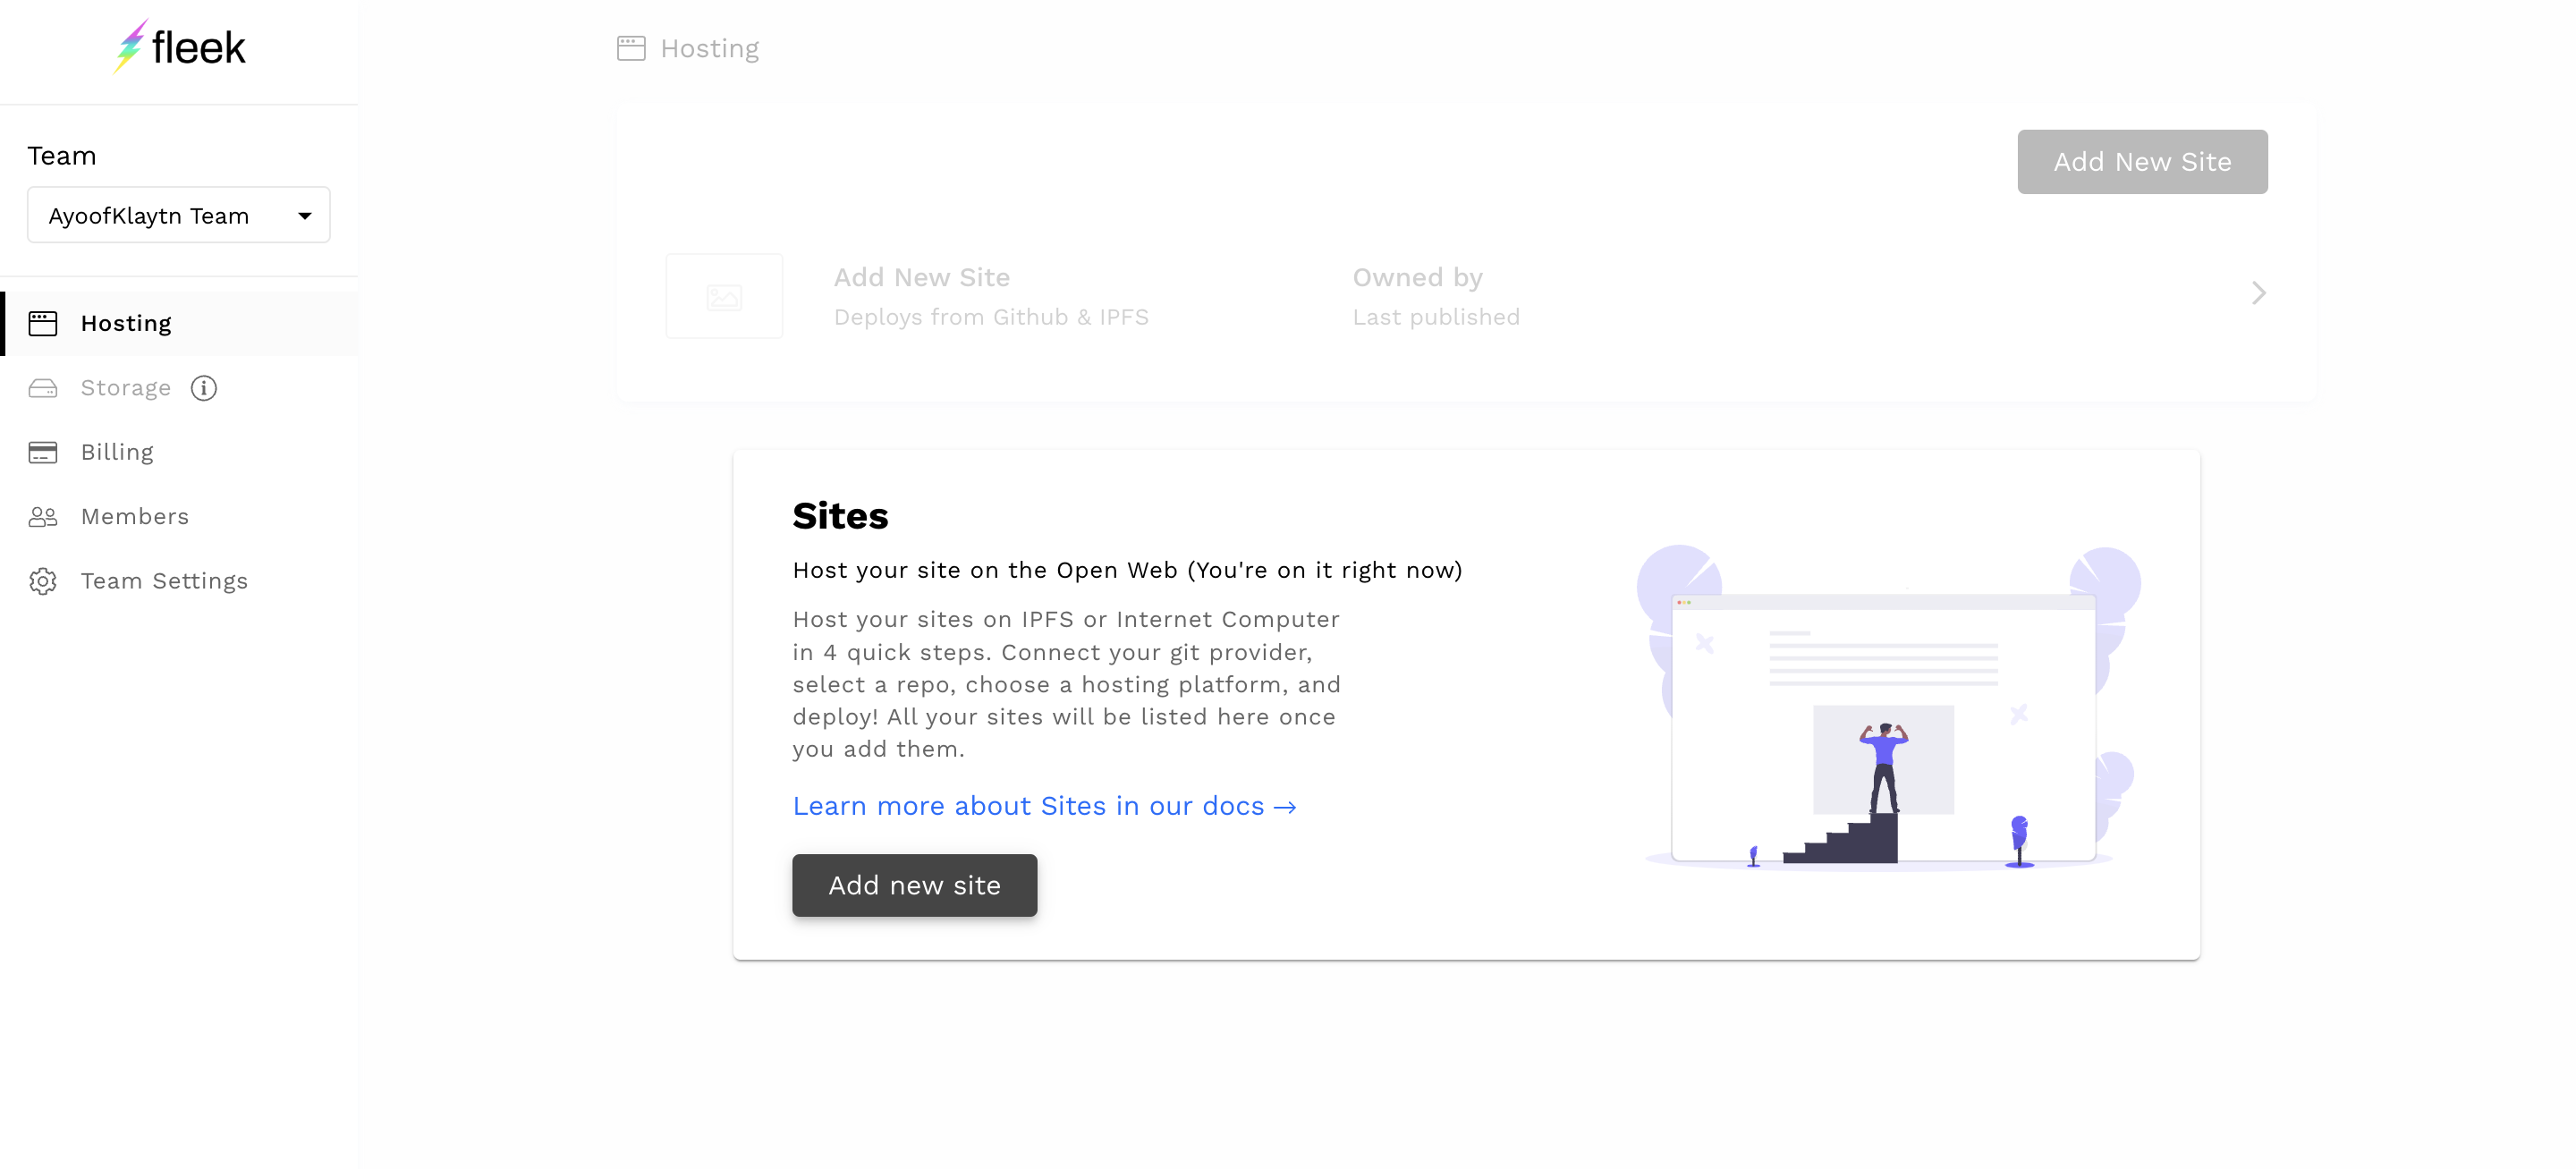 fleek
Team
AyoofKlaytn Team
Hosting
Storage
Billing
Members
Team Settings
Hosting
Add New Site
Add New Site
Owned by
Deploys from Github & IPFS
Last published
Sites
Host your site on the Open Web (You're on it right now)
Host your sites on IPFS or Internet Computer
in 4 quick steps. Connect your git provider,
select a repo, choose a hosting platform, and
deploy! All your sites will be listed here once
you add them.
Learn more about Sites in our docs →
Add new site